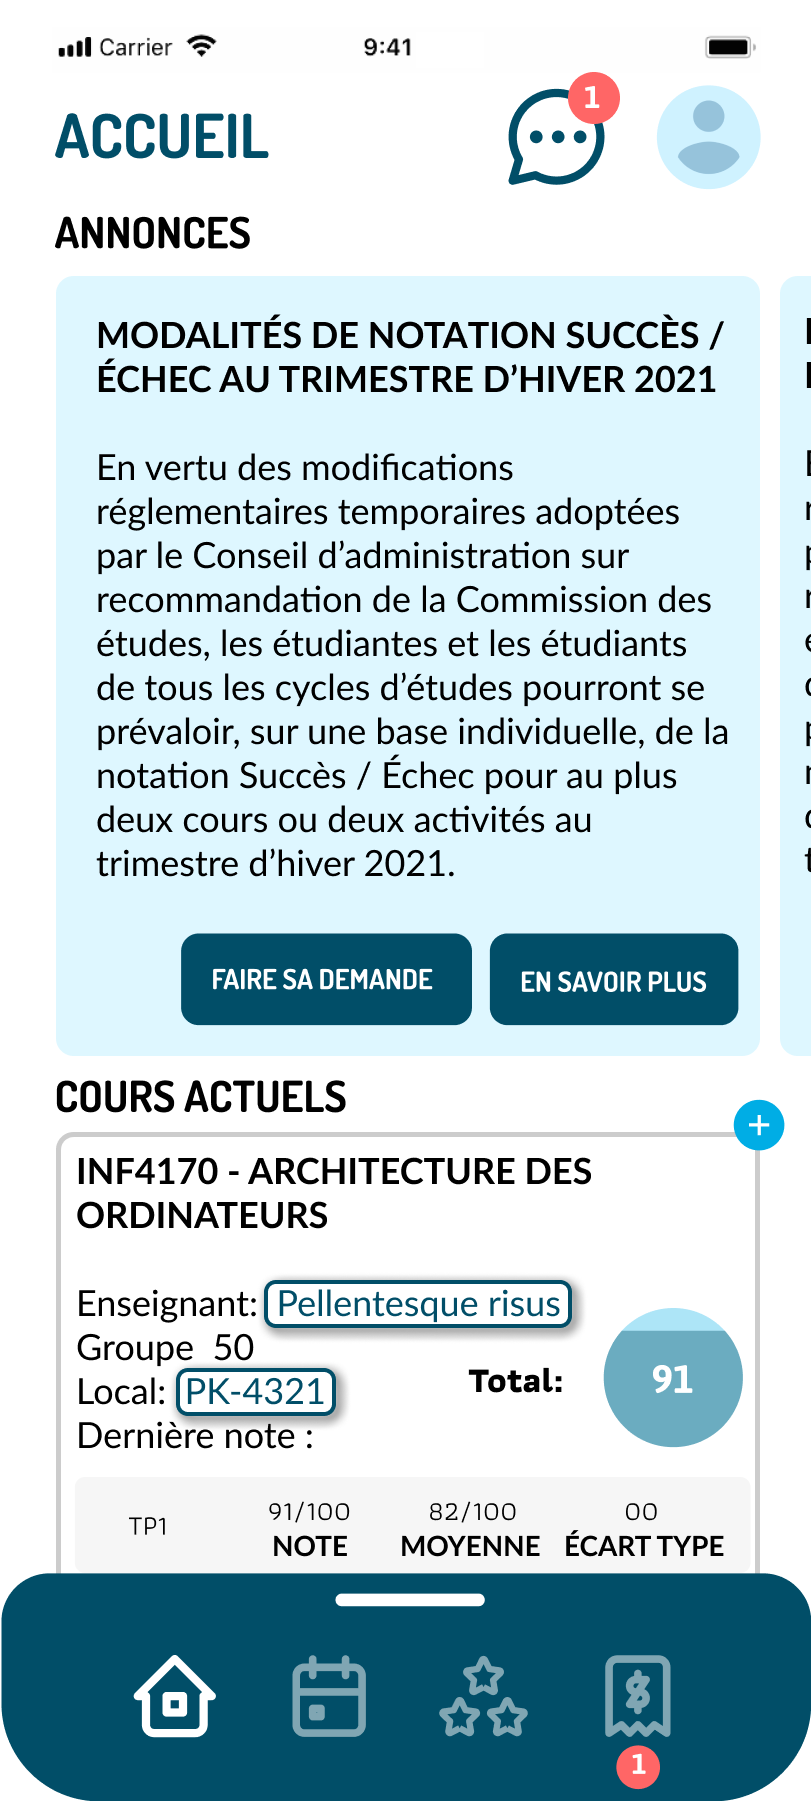 Carrier
9:41
ACCUEIL
1
ANNONCES
MODALITÉS DE NOTATION SUCCÈS /
ÉCHEC AU TRIMESTRE D’HIVER 2021
En vertu des modifications
réglementaires temporaires adoptées
par le Conseil d’administration sur
recommandation de la Commission des
études, les étudiantes et les étudiants
de tous les cycles d’études pourront se
prévaloir, sur une base individuelle, de la
notation Succès / Échec pour au plus
deux cours ou deux activités au
trimestre d’hiver 2021.
FAIRE SA DEMANDE
EN SAVOIR PLUS
COURS ACTUELS
+
INF4170 - ARCHITECTURE DES
ORDINATEURS
Enseignant: Pellentesque risus
Groupe 50
Local: PK-4321
Total: 91
Dernière note :
TP1
91/100 82/100 00
NOTE MOYENNE ÉCART TYPE
$
1